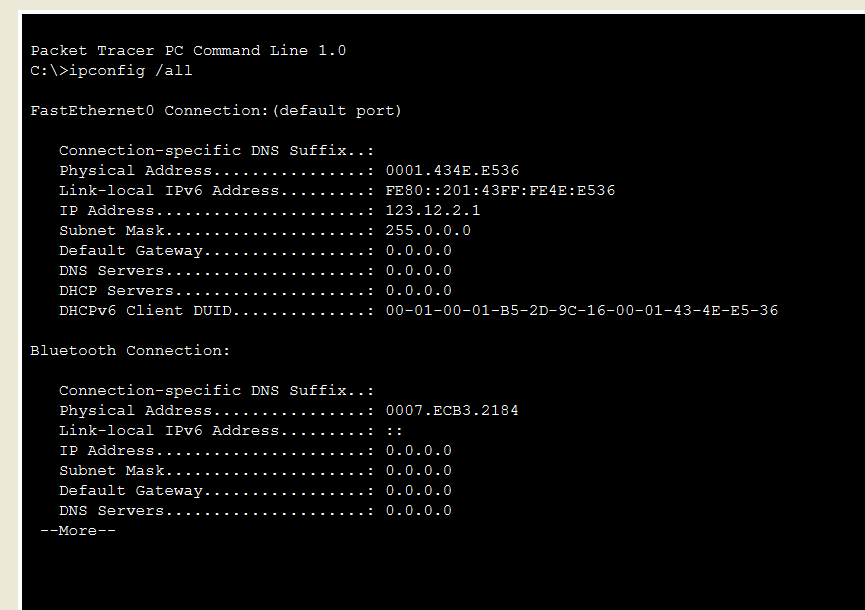 Packet Tracer PC Command Line 1.0
C:\>ipconfig /all
FastEthernet0 Connection:(default port)
Connection-specific DNS Suffix..:
Physical Address................: 0001.434E.E536
Link-local IPv6 Address.........: FE80::201:43FF:FE4E:E536
IP Address......................: 123.12.2.1
Subnet Mask.....................: 255.0.0.0
Default Gateway.................: 0.0.0.0
DNS Servers.....................: 0.0.0.0
DHCP Servers....................: 0.0.0.0
DHCPv6 Client DUID..............: 00-01-00-01-B5-2D-9C-16-00-01-43-4E-E5-36
Bluetooth Connection:
Connection-specific DNS Suffix..:
Physical Address................: 0007.ECB3.2184
Link-local IPv6 Address.........: ::
IP Address......................: 0.0.0.0
Subnet Mask.....................: 0.0.0.0
Default Gateway.................: 0.0.0.0
DNS Servers.....................: 0.0.0.0
--More--